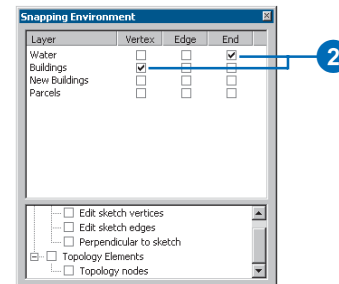 Snapping Environment
Layer Vertex Edge End
Water
Buildings
New Buildings
Parcels
2
Edit sketch vertices
Edit sketch edges
Perpendicular to sketch
Topology Elements
Topology nodes